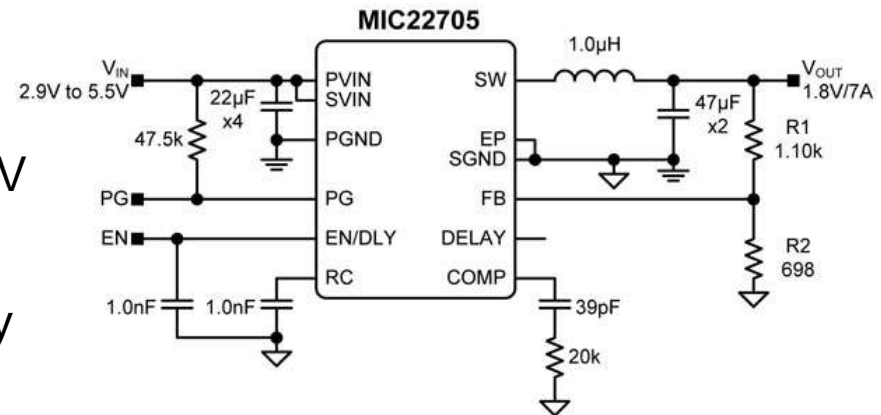 MIC22705
1.0µH
V_IN
2.9V to 5.5V
PVIN
SVIN
SW
V_OUT
1.8V/7A
22µF
x4
47µF
x2
47.5k
PGND
EP
SGND
R1
1.10k
V
PG
PG
FB
EN
EN/DLY
DELAY
R2
698
RC
COMP
1.0nF
1.0nF
39pF
y
20k